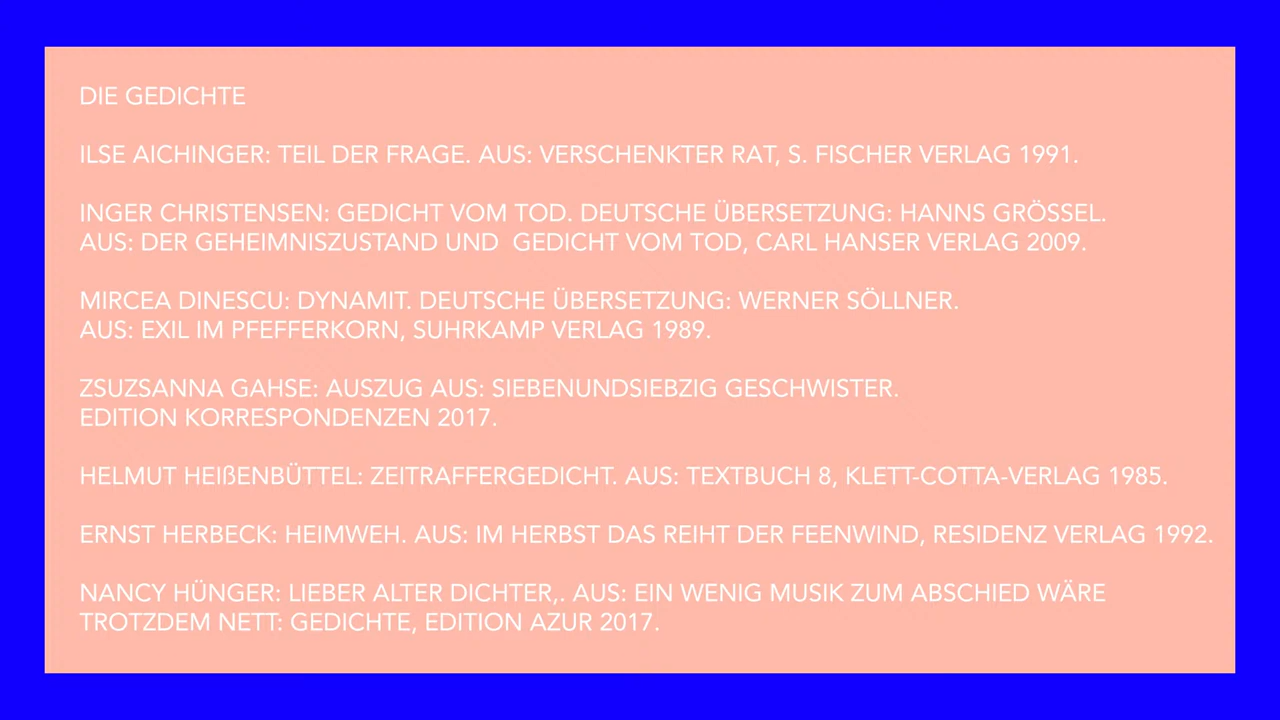 DIE GEDICHTE
ILSE AICHINGER: TEIL DER FRAGE. AUS: VERSCHENKTER RAT, S. FISCHER VERLAG 1991.
INGER CHRISTENSEN: GEDICHT VOM TOD. DEUTSCHE ÜBERSETZUNG: HANNS GRÖSSEL.
AUS: DER GEHEIMNISZUSTAND UND  GEDICHT VOM TOD, CARL HANSER VERLAG 2009.
MIRCEA DINESCU: DYNAMIT. DEUTSCHE ÜBERSETZUNG: WERNER SÖLLNER.
AUS: EXIL IM PFEFFERKORN, SUHRKAMP VERLAG 1989.
ZSUZSANNA GAHSE: AUSZUG AUS: SIEBENUNDSIEBZIG GESCHWISTER.
EDITION KORRESPONDENZEN 2017.
HELMUT HEIßENBÜTTEL: ZEITRAFFERGEDICHT. AUS: TEXTBUCH 8, KLETT-COTTA-VERLAG 1985.
ERNST HERBECK: HEIMWEH. AUS: IM HERBST DAS REIHT DER FEENWIND, RESIDENZ VERLAG 1992.
NANCY HÜNGER: LIEBER ALTER DICHTER,. AUS: EIN WENIG MUSIK ZUM ABSCHIED WÄRE
TROTZDEM NETT: GEDICHTE, EDITION AZUR 2017.